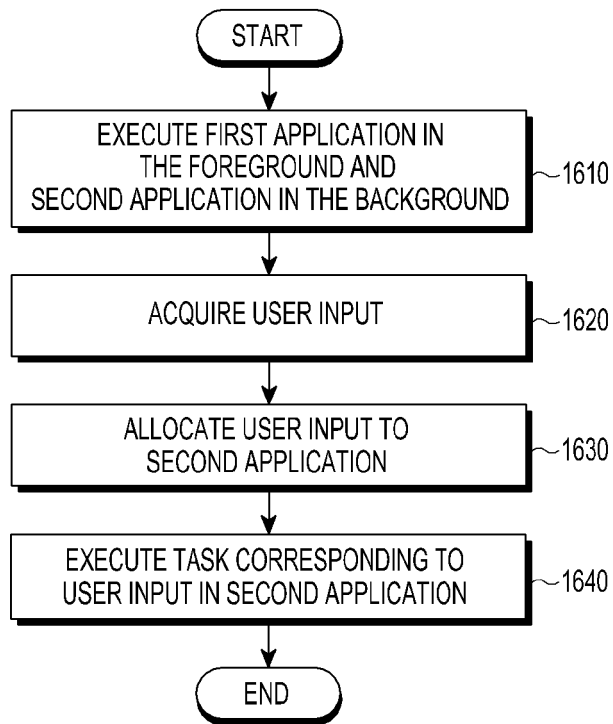 START
EXECUTE FIRST APPLICATION IN
THE FOREGROUND AND
SECOND APPLICATION IN THE BACKGROUND
1610
ACQUIRE USER INPUT
1620
ALLOCATE USER INPUT TO
SECOND APPLICATION
1630
EXECUTE TASK CORRESPONDING TO
USER INPUT IN SECOND APPLICATION
1640
END